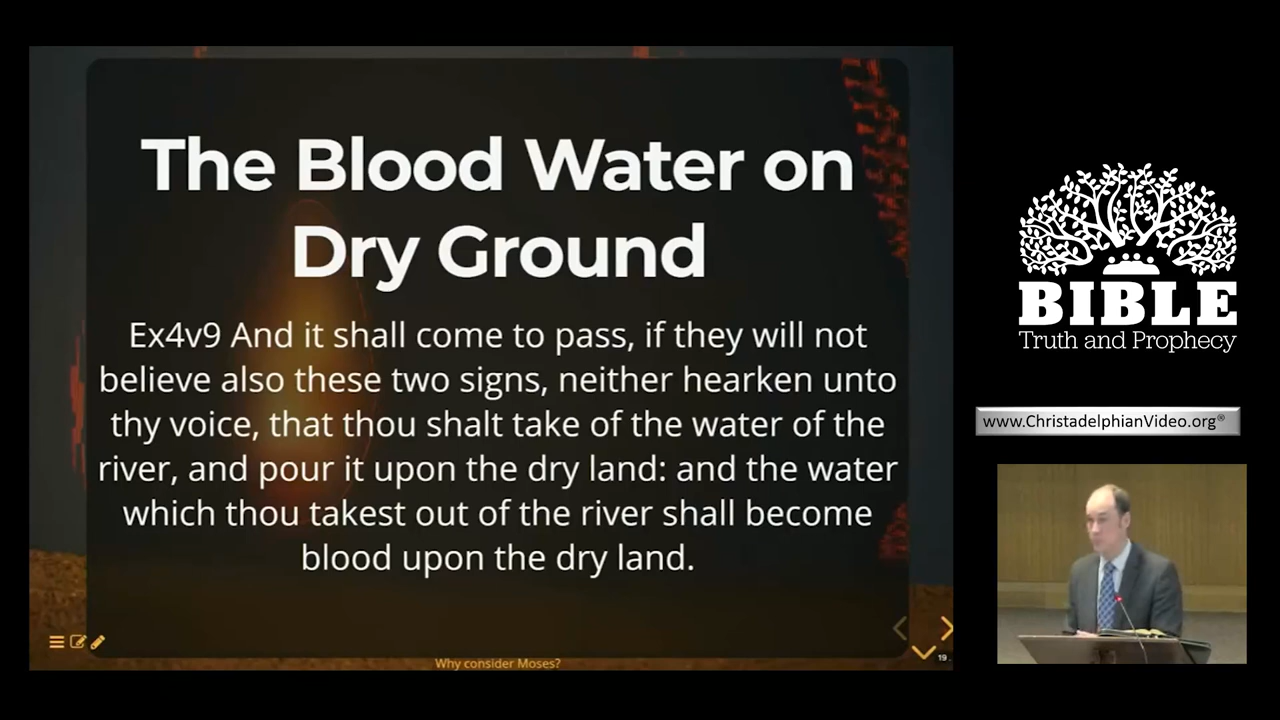 The Blood Water on
Dry Ground
Ex4v9 And it shall come to pass, if they will not
believe also these two signs, neither hearken unto
thy voice, that thou shalt take of the water of the
river, and pour it upon the dry land: and the water
which thou takest out of the river shall become
blood upon the dry land.
Why consider Moses?
19
BIBLE
Truth and Prophecy
www.ChristadelphianVideo.org®